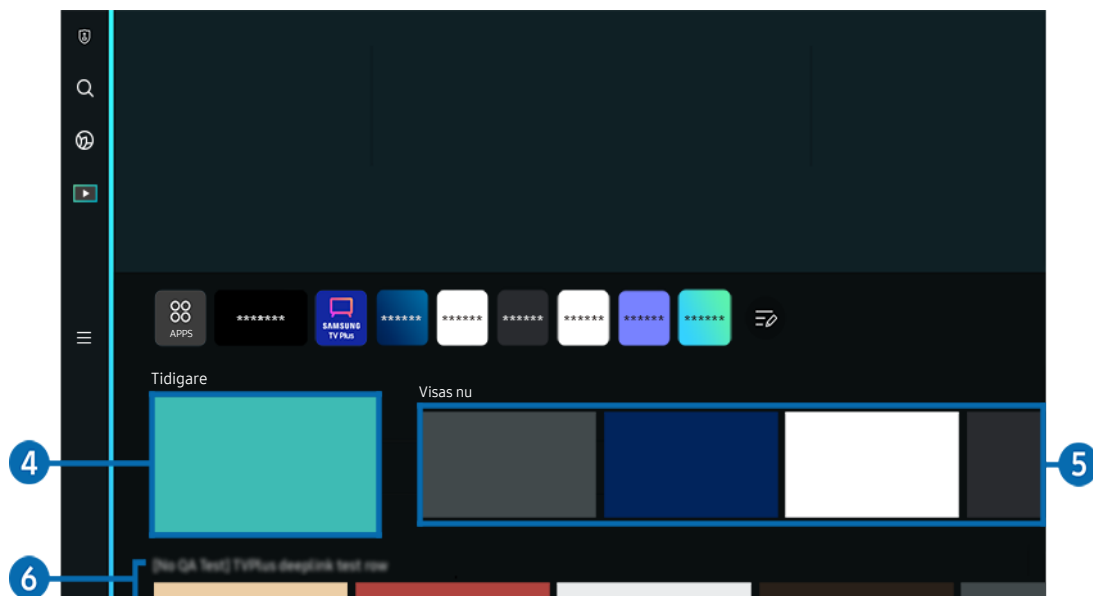 APPS
*******
SAMSUNG
TV Plus
******
******
******
******
******
******
Tidigare
Visas nu
4
5
6
[No QA Test] TVPlus deeplink test row